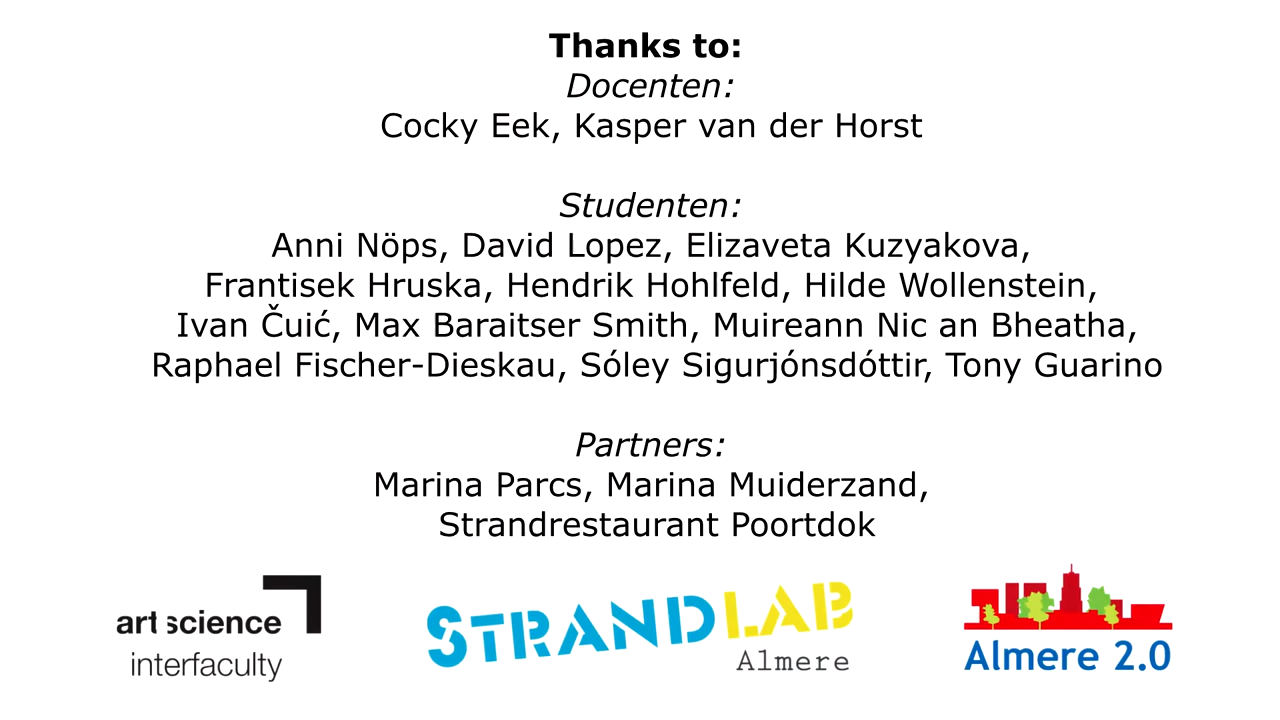 Thanks to:
Docenten:
Cocky Eek, Kasper van der Horst
Studenten:
Anni Nöps, David Lopez, Elizaveta Kuzyakova,
Frantisek Hruska, Hendrik Hohlfeld, Hilde Wollenstein,
Ivan Čuić, Max Baraitser Smith, Muireann Nic an Bheatha,
Raphael Fischer-Dieskau, Sóley Sigurjónsdóttir, Tony Guarino
Partners:
Marina Parcs, Marina Muiderzand,
Strandrestaurant Poortdok
art science
interfaculty
STRANDLAB
Almere
Almere 2.0